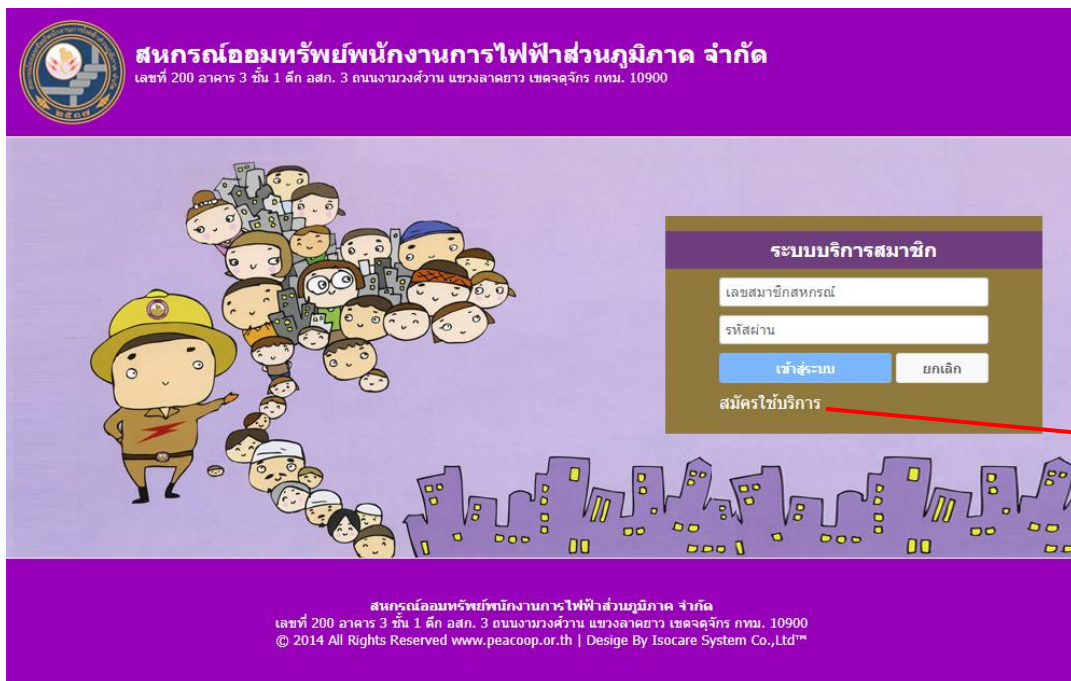 สหกรณ์ออมทรัพย์พนักงานการไฟฟ้าส่วนภูมิภาค จำกัด
เลขที่ 200 อาคาร 3 ชั้น 1 ตึก อสก. 3 ถนนงามวงศ์วาน แขวงลาดยาว เขตจตุจักร กทม. 10900
๒๕๓๗
ระบบบริการสมาชิก
เลขสมาชิกสหกรณ์
รหัสผ่าน
เข้าสู่ระบบ ยกเลิก
สมัครใช้บริการ
สหกรณ์ออมทรัพย์พนักงานการไฟฟ้าส่วนภูมิภาค จำกัด
เลขที่ 200 อาคาร 3 ชั้น 1 ตึก อสก. 3 ถนนงามวงศ์วาน แขวงลาดยาว เขตจตุจักร กทม. 10900
© 2014 All Rights Reserved www.peacoop.or.th | Desige By Isocare System Co.,Ltd™